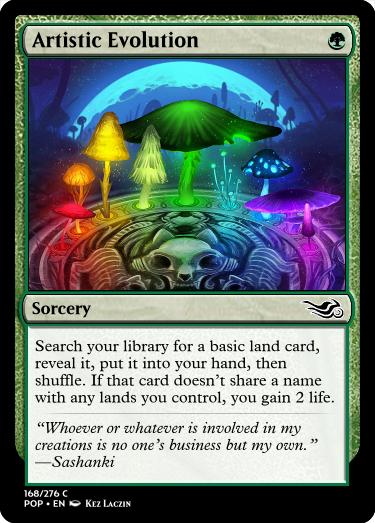 Artistic Evolution
Sorcery
Search your library for a basic land card,
reveal it, put it into your hand, then
shuffle. If that card doesn't share a name
with any lands you control, you gain 2 life.
“Whoever or whatever is involved in my
creations is no one's business but my own.”
—Sashanki
168/276 C
POP • EN Kez Laczin